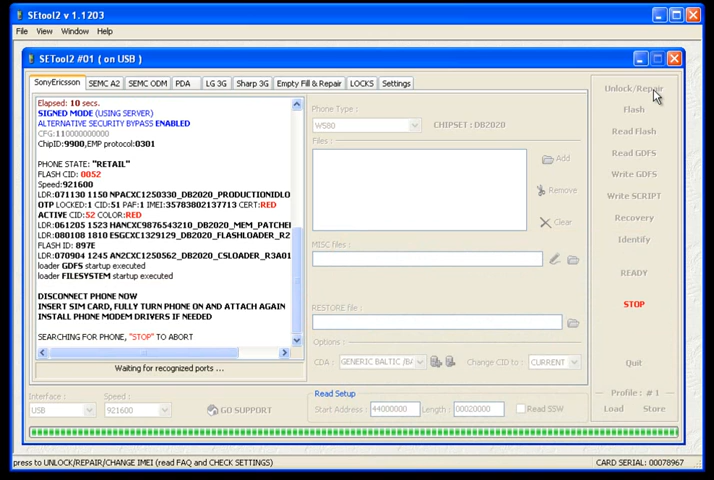 SEtool2 v 1.1203
File View Window Help
SETool2 #01 ( on USB )
SonyEricsson SEMC A2 SEMC ODM PDA LG 3G Sharp 3G Empty Fill & Repair LOCKS Settings
Elapsed: 10 secs.
SIGNED MODE (USING SERVER)
ALTERNATIVE SECURITY BYPASS ENABLED
CFG:110000000000
ChipID:9900,EMP protocol:0301
PHONE STATE: "RETAIL"
FLASH CID: 0052
Speed:921600
LDR:071130 1150 NPACXC1250330_DB2020_PRODUCTIONIDLO
OTP LOCKED:1 CID:51 PAF:1 IMEI:35783802137713 CERT:RED
ACTIVE CID:52 COLOR:RED
LDR:061205 1523 HANCXC9876543210_DB2020_MEM_PATCHE
LDR:080108 1810 ESGCXC1329129_DB2020_FLASHLOADER_R2
FLASH ID: 897E
LDR:070904 1245 AN2CXC1250562_DB2020_CSLOADER_R3A01
loader GDFS startup executed
loader FILESYSTEM startup executed
DISCONNECT PHONE NOW
INSERT SIM CARD, FULLY TURN PHONE ON AND ATTACH AGAIN
INSTALL PHONE MODEM DRIVERS IF NEEDED
SEARCHING FOR PHONE, "STOP" TO ABORT
Waiting for recognized ports ...
Phone Type :
W580 CHIPSET : DB2020
Files :
Add
Remove
Clear
MISC files :
RESTORE file :
Options :
CDA : GENERIC BALTIC /B Change CID to : CURRENT
Interface : Speed :
USB 921600 GO SUPPORT
Read Setup
Start Address : 44000000 Length : 00020000 Read SSW
Unlock/Repair
Flash
Read Flash
Read GDFS
Write GDFS
Write SCRIPT
Recovery
Identify
READY
STOP
Quit
Profile : # 1
Load Store
press to UNLOCK/REPAIR/CHANGE IMEI (read FAQ and CHECK SETTINGS) CARD SERIAL: 00078967